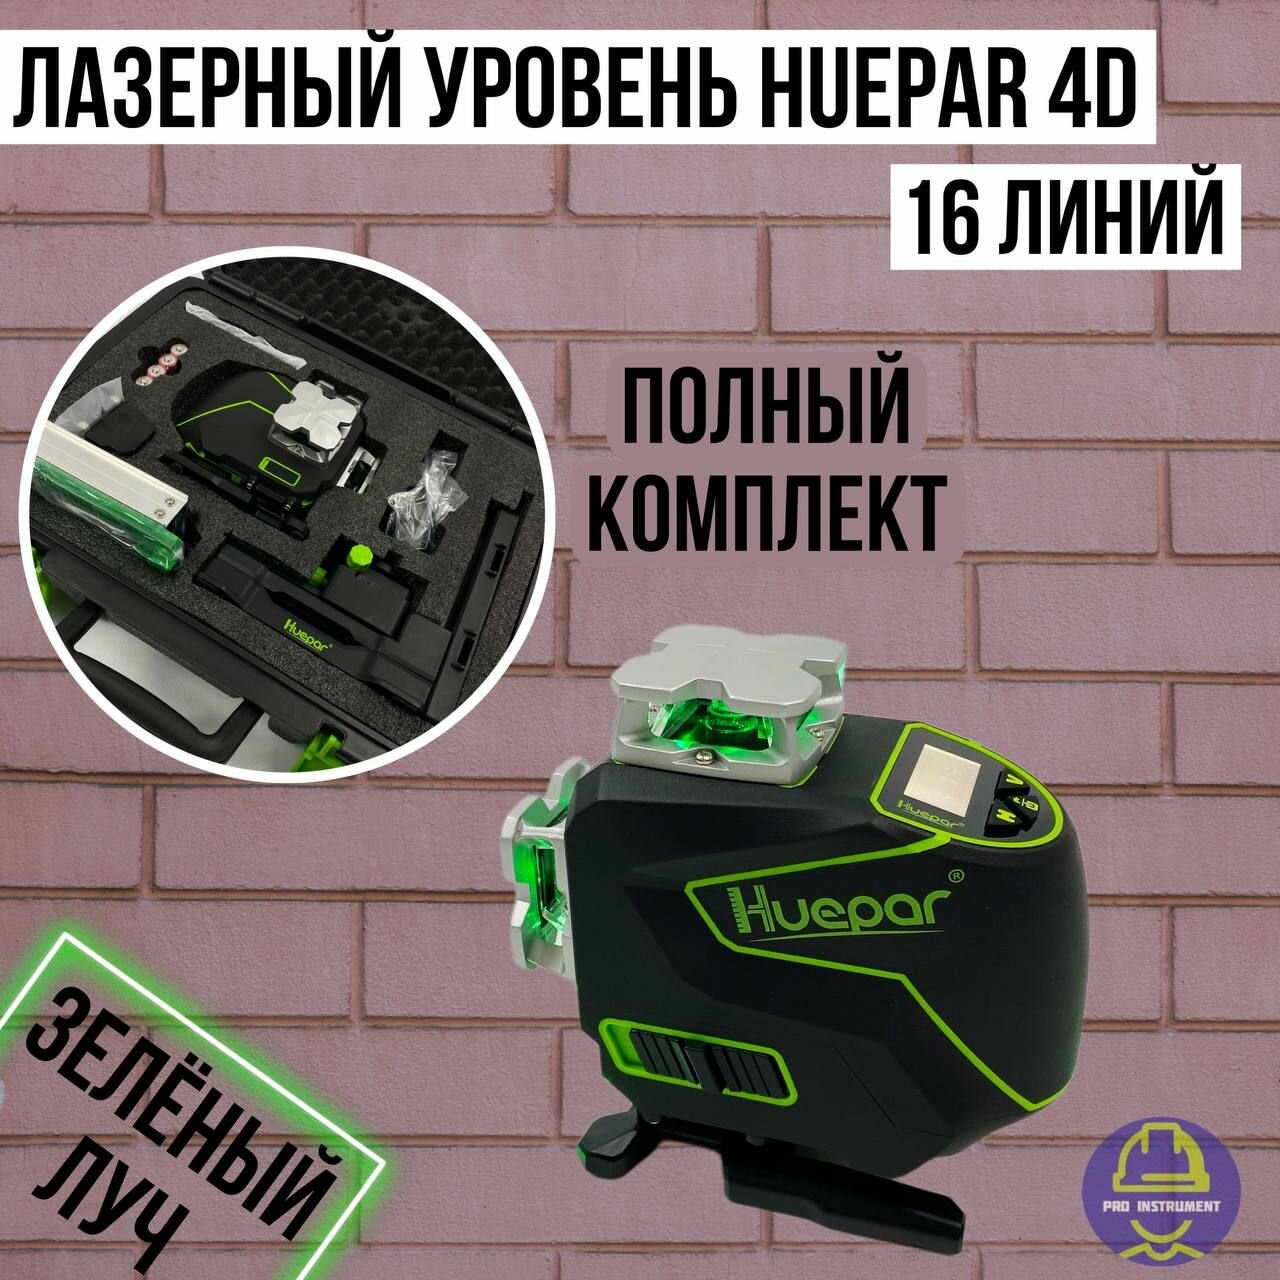 ЛАЗЕРНЫЙ УРОВЕНЬ HUEPAR 4D
16 ЛИНИЙ
ПОЛНЫЙ
КОМПЛЕКТ
Huepar®
Huepar®
V
H
Huepar®
ЗЕЛЁНЫЙ
ЛУЧ
PRO INSTRUMENT